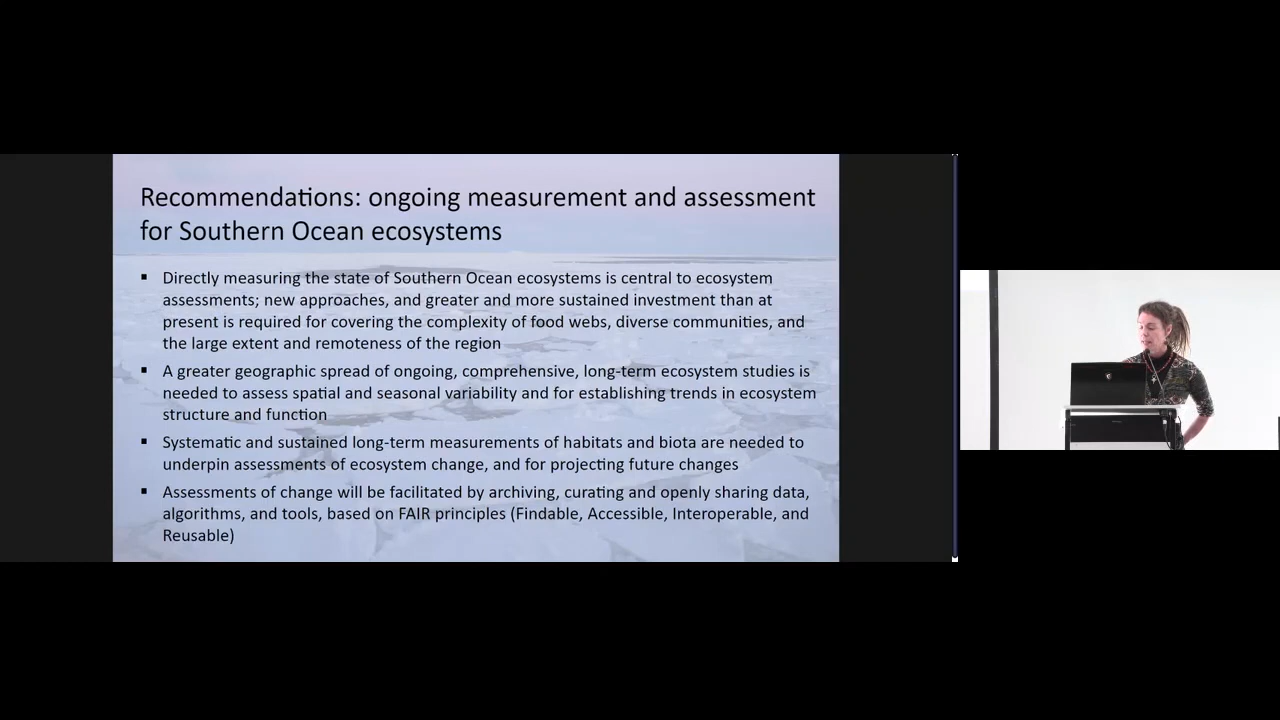 Recommendations: ongoing measurement and assessment
for Southern Ocean ecosystems
▪ Directly measuring the state of Southern Ocean ecosystems is central to ecosystem
assessments; new approaches, and greater and more sustained investment than at
present is required for covering the complexity of food webs, diverse communities, and
the large extent and remoteness of the region
▪ A greater geographic spread of ongoing, comprehensive, long-term ecosystem studies is
needed to assess spatial and seasonal variability and for establishing trends in ecosystem
structure and function
▪ Systematic and sustained long-term measurements of habitats and biota are needed to
underpin assessments of ecosystem change, and for projecting future changes
▪ Assessments of change will be facilitated by archiving, curating and openly sharing data,
algorithms, and tools, based on FAIR principles (Findable, Accessible, Interoperable, and
Reusable)